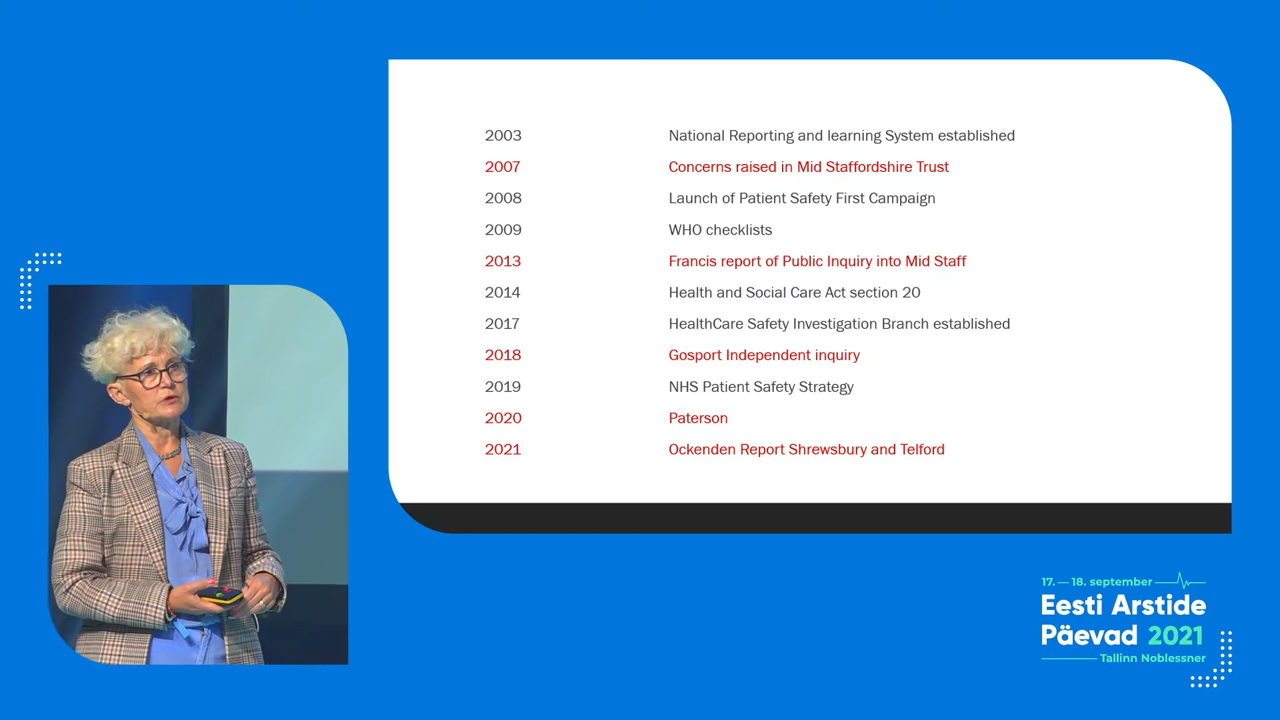 2003 National Reporting and learning System established
2007 Concerns raised in Mid Staffordshire Trust
2008 Launch of Patient Safety First Campaign
2009 WHO checklists
2013 Francis report of Public Inquiry into Mid Staff
2014 Health and Social Care Act section 20
2017 HealthCare Safety Investigation Branch established
2018 Gosport Independent inquiry
2019 NHS Patient Safety Strategy
2020 Paterson
2021 Ockenden Report Shrewsbury and Telford
17. — 18. september
Eesti Arstide
Päevad 2021
Tallinn Noblessner